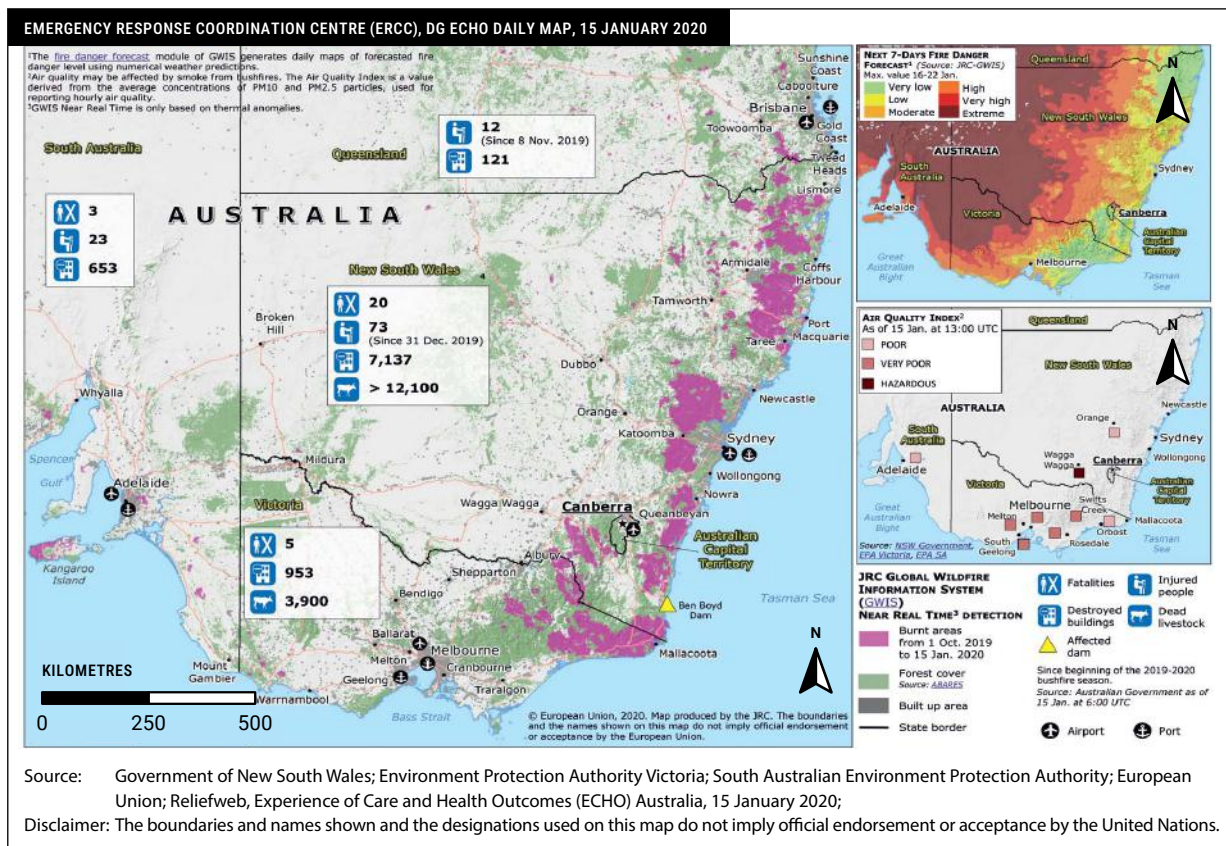 EMERGENCY RESPONSE COORDINATION CENTRE (ERCC), DG ECHO DAILY MAP, 15 JANUARY 2020
¹The fire danger forecast module of GWIS generates daily maps of forecasted fire
danger level using numerical weather predictions.
²Air quality may be affected by smoke from bushfires. The Air Quality Index is a value
derived from the average concentrations of PM10 and PM2.5 particles, used for
reporting hourly air quality.
³GWIS Near Real Time is only based on thermal anomalies.
South Australia
Queensland
AUSTRALIA
New South Wales
Victoria
Australian
Capital
Territory
12
(Since 8 Nov. 2019)
121
3
23
653
20
73
(Since 31 Dec. 2019)
7,137
> 12,100
5
953
3,900
Sunshine
Coast
Caboolture
Brisbane
Toowoomba
Gold
Coast
Tweed
Heads
Lismore
Armidale
Coffs
Harbour
Tamworth
Port
Macquarie
Taree
Broken
Hill
Dubbo
Whyalla
Orange
Newcastle
Katoomba
Sydney
Wollongong
Spencer
Gulf
Adelaide
Mildura
Wagga Wagga
Canberra
Nowra
Queanbeyan
Kangaroo
Island
Albury
Shepparton
Bendigo
Ben Boyd
Dam
Tasman Sea
Ballarat
Melbourne
Melton
Cranbourne
Mallacoota
Geelong
Traralgon
Mount
Gambier
Warrnambool
Bass Strait
N
KILOMETRES
0 250 500
© European Union, 2020. Map produced by the JRC. The boundaries
and the names shown on this map do not imply official endorsement
or acceptance by the European Union.
NEXT 7-DAYS FIRE DANGER
FORECAST¹ (Source: JRC-GWIS)
Max. value 16-22 Jan.
Very low
Low
Moderate
High
Very high
Extreme
Queensland
N
New South Wales
AUSTRALIA
Sydney
South
Australia
Adelaide
Victoria
Canberra
Australian
Capital
Territory
Great
Australian
Bight
Melbourne
Tasman
Sea
AIR QUALITY INDEX²
As of 15 Jan. at 13:00 UTC
POOR
VERY POOR
HAZARDOUS
Queensland
N
New South Wales
AUSTRALIA
Orange
Newcastle
South
Australia
Sydney
Adelaide
Wagga
Wagga
Canberra
Wollongong
Victoria
Australian
Capital
Territory
Great
Australian
Bight
Melbourne
Swifts
Creek
Melton
Mallacoota
South
Geelong
Orbost
Rosedale
Tasman
Sea
Source: NSW Government,
EPA Victoria, EPA SA
JRC GLOBAL WILDFIRE
INFORMATION SYSTEM
(GWIS)
NEAR REAL TIME³ DETECTION
Burnt areas
from 1 Oct. 2019
to 15 Jan. 2020
Forest cover
Source: ABARES
Built up area
State border
Fatalities
Injured
people
Destroyed
buildings
Dead
livestock
Affected
dam
Since beginning of the 2019-2020
bushfire season.
Source: Australian Government as of
15 Jan. at 6:00 UTC
Airport
Port
Source: Government of New South Wales; Environment Protection Authority Victoria; South Australian Environment Protection Authority; European
Union; Reliefweb, Experience of Care and Health Outcomes (ECHO) Australia, 15 January 2020;
Disclaimer: The boundaries and names shown and the designations used on this map do not imply official endorsement or acceptance by the United Nations.